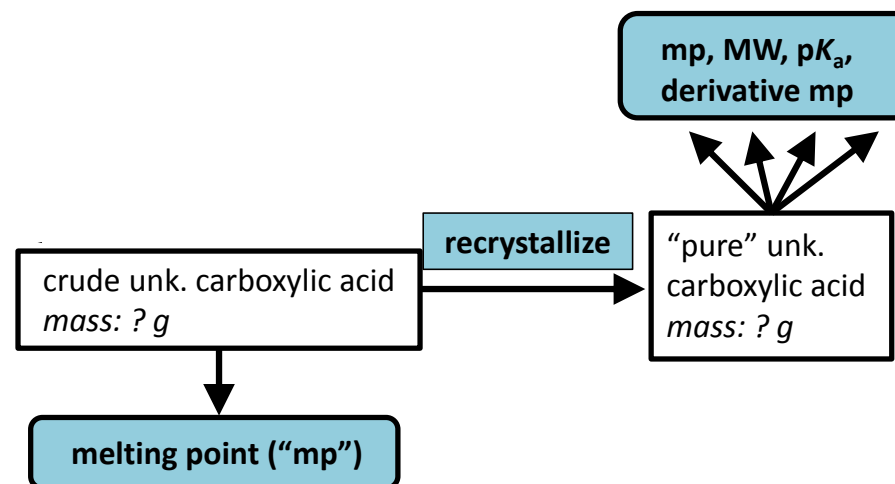 mp, MW, pKa,
derivative mp
recrystallize
crude unk. carboxylic acid
mass: ? g
“pure” unk.
carboxylic acid
mass: ? g
melting point (“mp”)